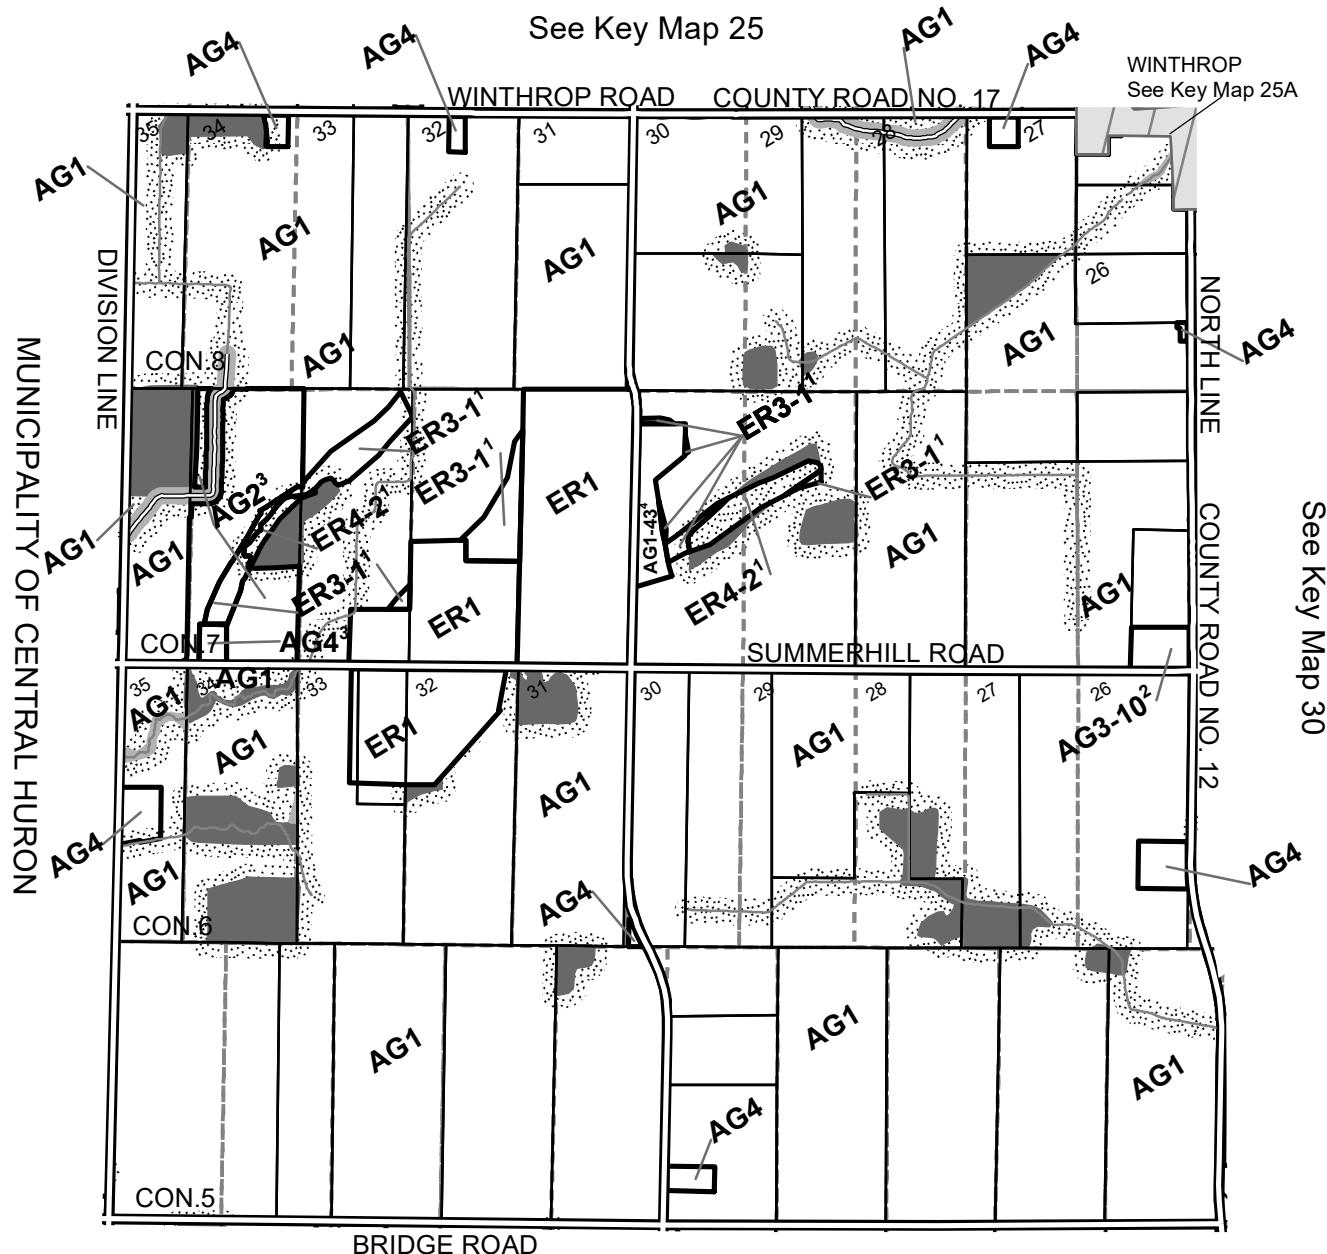 See Key Map 25
AG4
AG4
AG1
AG4
WINTHROP
See Key Map 25A
WINTHROP ROAD
COUNTY ROAD NO. 17
35
34
33
32
31
30
29
28
27
AG1
AG1
AG1
AG1
DIVISION LINE
NORTH LINE
26
AG1
AG1
AG4
CON.8
MUNICIPALITY OF CENTRAL HURON
ER3-1¹
ER3-1¹
ER3-1¹
ER3-1¹
AG2³
ER1
AG1-43⁴
ER4-2¹
AG1
AG1
AG1
COUNTY ROAD NO. 12
See Key Map 30
ER3-1¹
ER4-2¹
AG1
ER1
CON.7
AG4³
SUMMERHILL ROAD
35
34
AG1
33
32
31
30
29
28
27
26
AG1
AG1
ER1
AG1
AG3-10²
AG1
AG4
AG4
AG1
AG4
CON.6
AG1
AG1
AG1
AG4
CON.5
BRIDGE ROAD